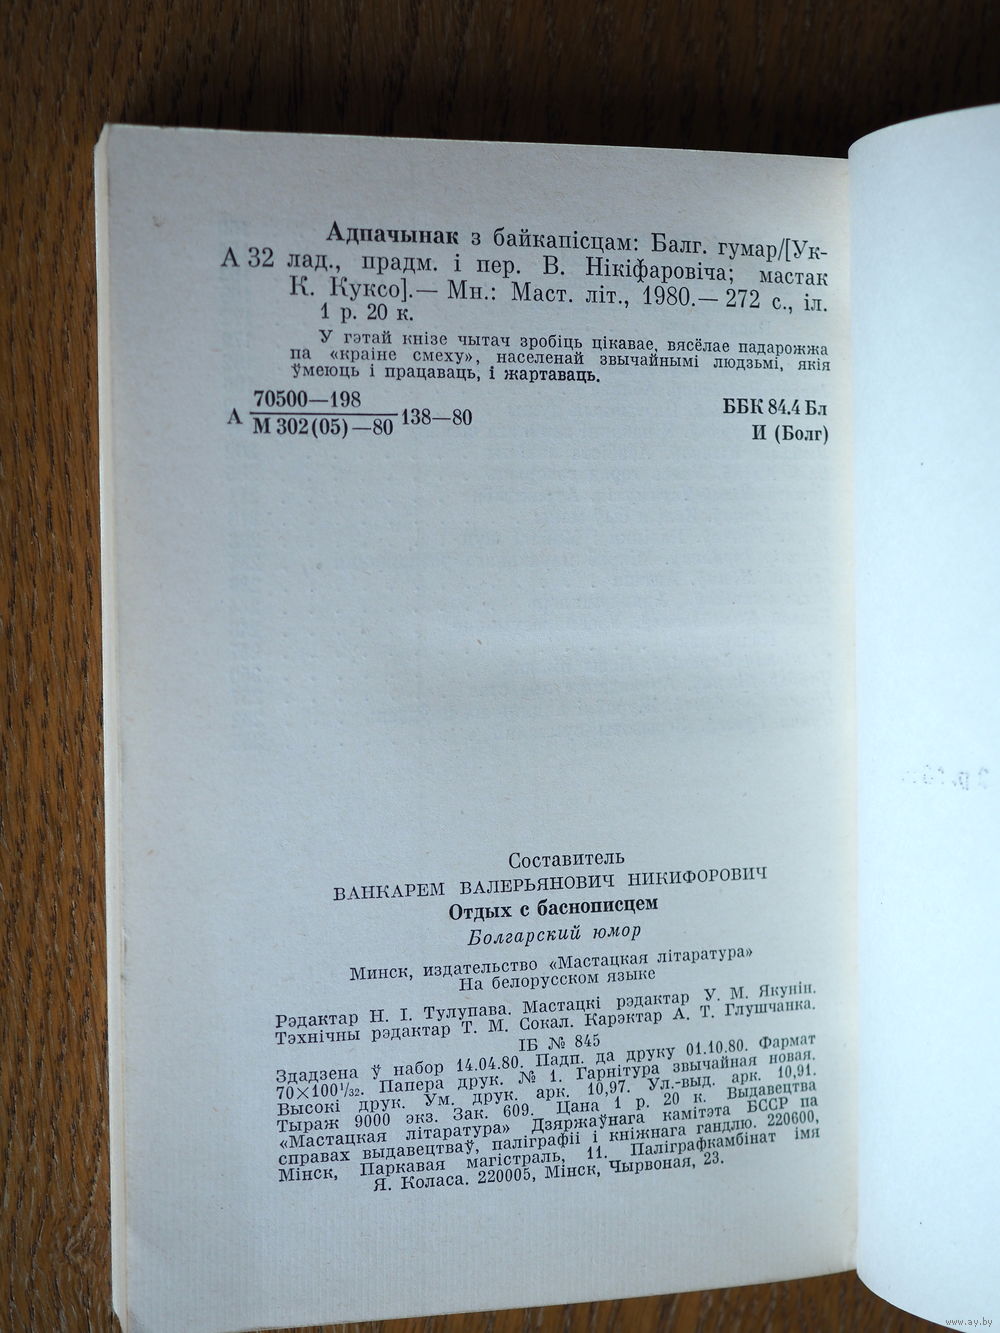 Адпачынак з байкапісцам: Балг. гумар/[Ук-
А 32 лад., прадм. і пер. В. Нікіфаровіча; мастак
К. Куксо].— Мн.: Маст. літ., 1980.— 272 с., іл.
1 р. 20 к.
У гэтай кнізе чытач зробіць цікавае, вясёлае падарожжа
па «краіне смеху», населенай звычайнымі людзьмі, якія
ўмеюць і працаваць, і жартаваць.
А 70500—198
М 302(05)—80 138—80
ББК 84.4 Бл
И (Болг)
Составитель
ВАНКАРЕМ ВАЛЕРЬЯНОВИЧ НИКИФОРОВИЧ
Отдых с баснописцем
Болгарский юмор
Минск, издательство «Мастацкая літаратура»
На белорусском языке
Рэдактар Н. І. Тулупава. Мастацкі рэдактар У. М. Якунін.
Тэхнічны рэдактар Т. М. Сокал. Карэктар А. Т. Глушчанка.
ІБ № 845
Здадзена ў набор 14.04.80. Падп. да друку 01.10.80. Фармат
70×100 1/32. Папера друк. № 1. Гарнітура звычайная новая.
Высокі друк. Ум. друк. арк. 10,97. Ул.-выд. арк. 10,91.
Тыраж 9000 экз. Зак. 609. Цана 1 р. 20 к. Выдавецтва
«Мастацкая літаратура» Дзяржаўнага камітэта БССР па
справах выдавецтваў, паліграфіі і кніжнага гандлю. 220600,
Мінск, Паркавая магістраль, 11. Паліграфкамбінат імя
Я. Коласа. 220005, Мінск, Чырвоная, 23.
www.ay.by